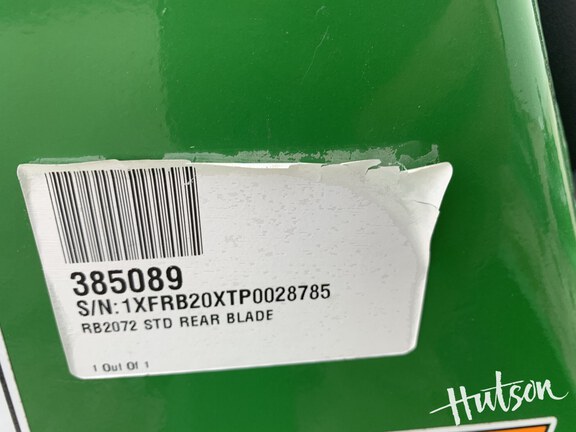 385089
S/N:1XFRB20XTP0028785
RB2072 STD REAR BLADE
1 Out Of 1
Hutson